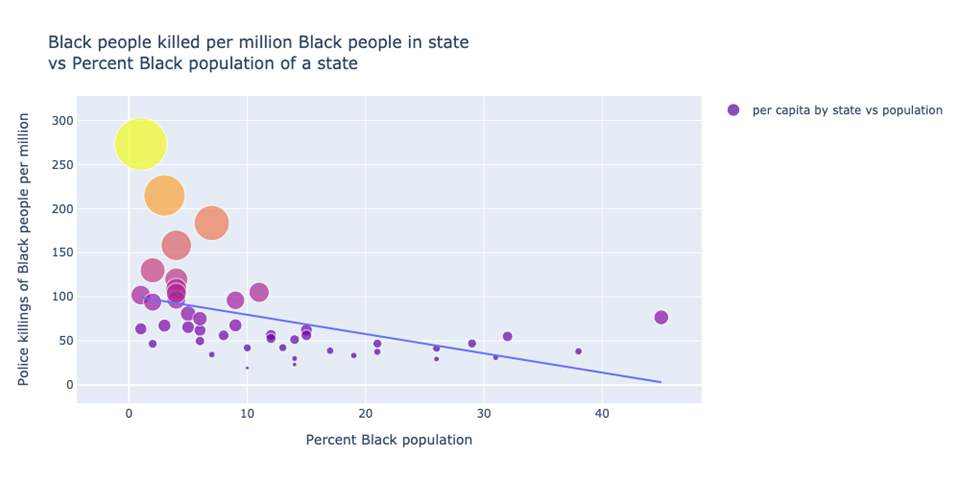 Black people killed per million Black people in state
vs Percent Black population of a state
per capita by state vs population
Police killings of Black people per million
300
250
200
150
100
50
0
0 10 20 30 40
Percent Black population